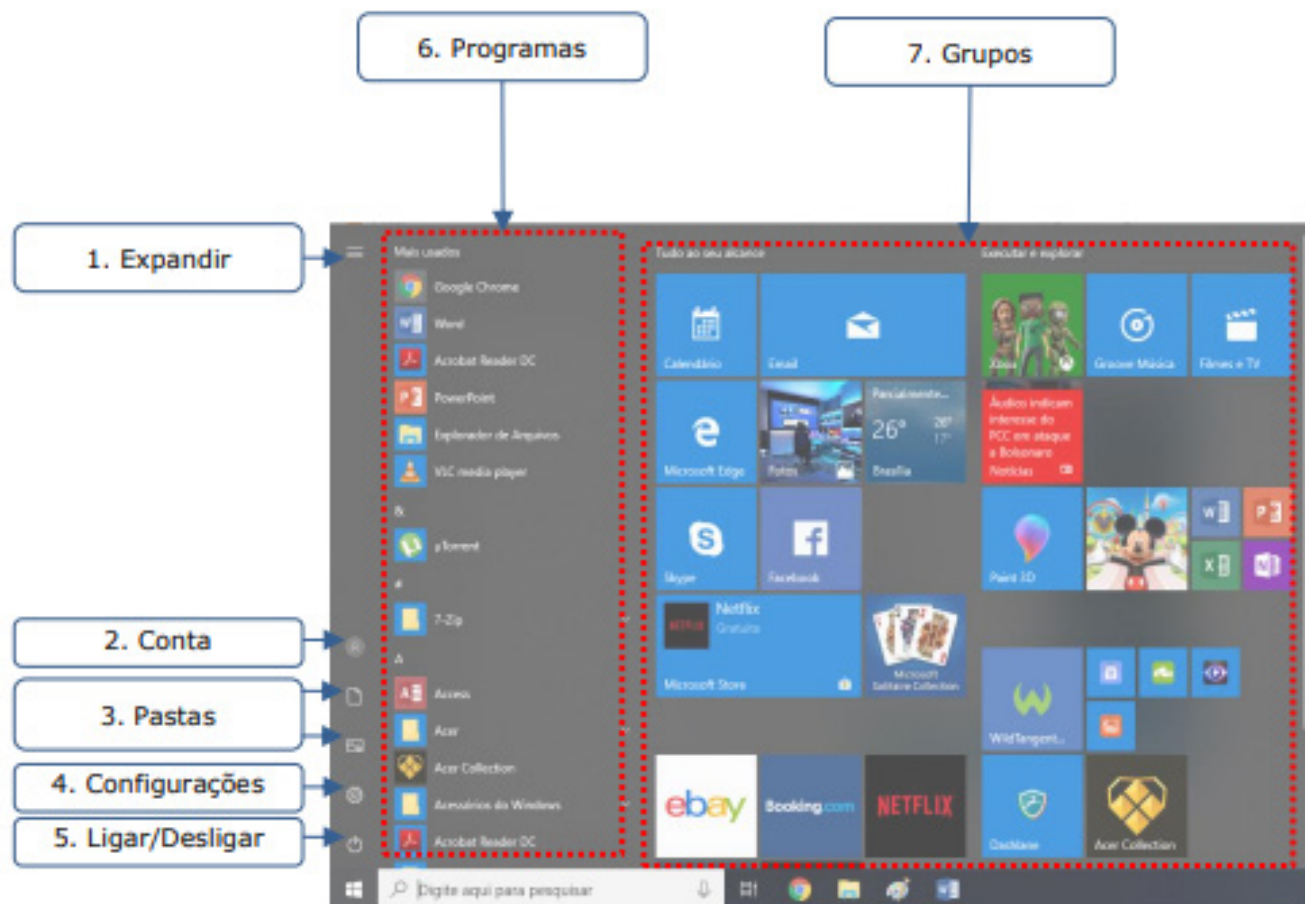 6. Programas
7. Grupos
1. Expandir
2. Conta
3. Pastas
4. Configurações
5. Ligar/Desligar
Mais usados
Google Chrome
Word
Acrobat Reader DC
PowerPoint
Explorador de Arquivos
VLC media player
&
µTorrent
#
7-Zip
A
Access
Acer
Acer Collection
Acessórios do Windows
Acrobat Reader DC
Tudo ao seu alcance
Calendário
Email
Microsoft Edge
Fotos
Parcialmente...
26° 26°
17°
Brasília
Skype
Facebook
NETFLIX
Netflix
Gratuito
Microsoft Store
Microsoft
Solitaire Collection
ebay
Booking.com
NETFLIX
Executar e explorar
Xbox
Groove Música
Filmes e TV
Áudios indicam
interesse do
PCC em ataque
a Bolsonaro
Notícias
Paint 3D
WildTangent...
Dashlane
Acer Collection
Digite aqui para pesquisar